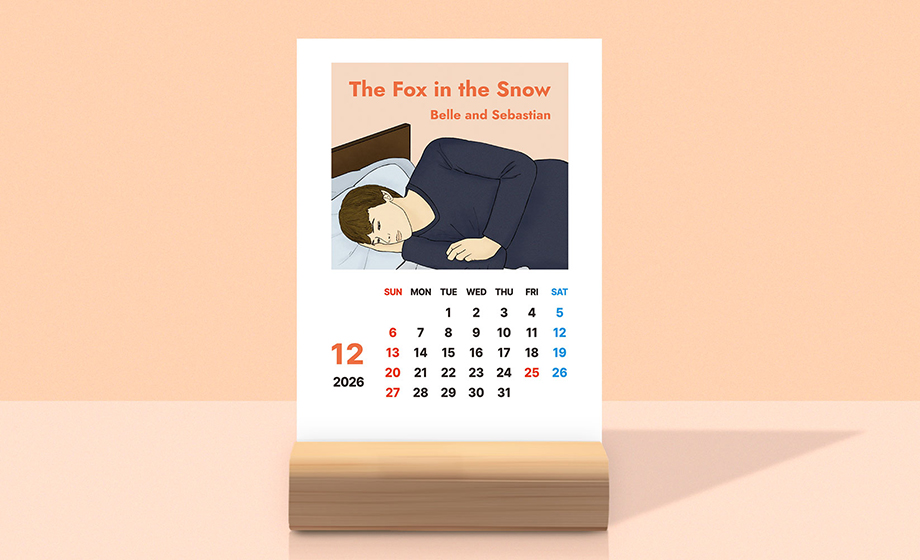 The Fox in the Snow
Belle and Sebastian
SUN MON TUE WED THU FRI SAT
1 2 3 4 5
6 7 8 9 10 11 12
13 14 15 16 17 18 19
20 21 22 23 24 25 26
27 28 29 30 31
12
2026